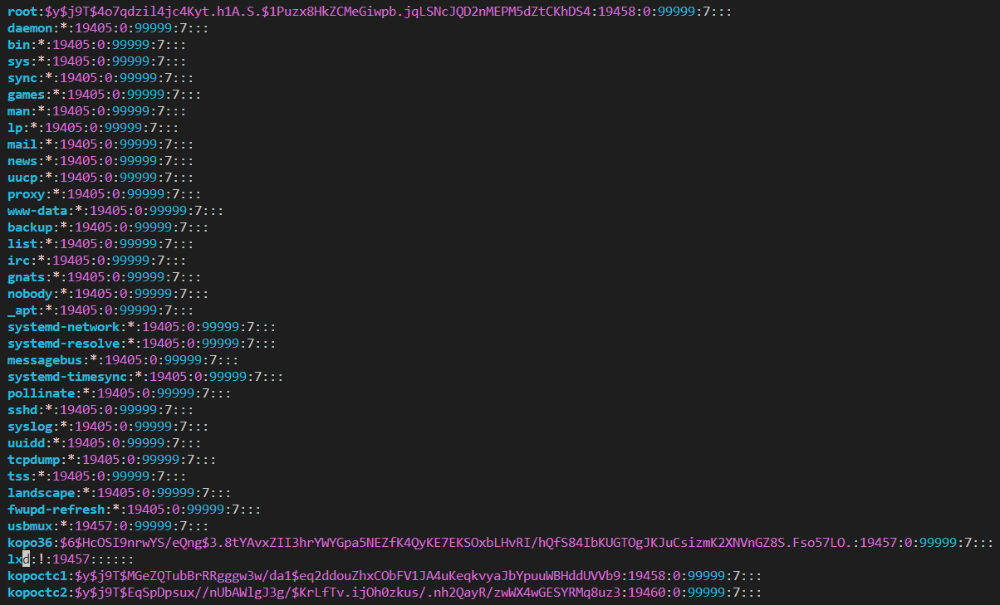 root:$y$j9T$4o7qdzil4jc4Kyt.h1A.S.$1Puzx8HkZCMeGiwpb.jqLSNcJQD2nMEPM5dZtCKhDS4:19458:0:99999:7:::
daemon:*:19405:0:99999:7:::
bin:*:19405:0:99999:7:::
sys:*:19405:0:99999:7:::
sync:*:19405:0:99999:7:::
games:*:19405:0:99999:7:::
man:*:19405:0:99999:7:::
lp:*:19405:0:99999:7:::
mail:*:19405:0:99999:7:::
news:*:19405:0:99999:7:::
uucp:*:19405:0:99999:7:::
proxy:*:19405:0:99999:7:::
www-data:*:19405:0:99999:7:::
backup:*:19405:0:99999:7:::
list:*:19405:0:99999:7:::
irc:*:19405:0:99999:7:::
gnats:*:19405:0:99999:7:::
nobody:*:19405:0:99999:7:::
_apt:*:19405:0:99999:7:::
systemd-network:*:19405:0:99999:7:::
systemd-resolve:*:19405:0:99999:7:::
messagebus:*:19405:0:99999:7:::
systemd-timesync:*:19405:0:99999:7:::
pollinate:*:19405:0:99999:7:::
sshd:*:19405:0:99999:7:::
syslog:*:19405:0:99999:7:::
uuidd:*:19405:0:99999:7:::
tcpdump:*:19405:0:99999:7:::
tss:*:19405:0:99999:7:::
landscape:*:19405:0:99999:7:::
fwupd-refresh:*:19405:0:99999:7:::
usbmux:*:19457:0:99999:7:::
kopo36:$6$HcOSI9nrwYS/eQng$3.8tYAvxZII3hrYWYGpa5NEZfK4QyKE7EKSOxbLHvRI/hQfS84IbKUGTOgJKJuCsizmK2XNVnGZ8S.Fso57LO.:19457:0:99999:7:::
lxd:!:19457::::::
kopoctc1:$y$j9T$MGeZQTubBrRRgggw3w/da1$eq2ddouZhxCObFV1JA4uKeqkvyaJbYpuuWBHddUVVb9:19458:0:99999:7:::
kopoctc2:$y$j9T$EqSpDpsux//nUbAWlgJ3g/$KrLfTv.ijOh0zkus/.nh2QayR/zwWX4wGESYRMq8uz3:19460:0:99999:7:::